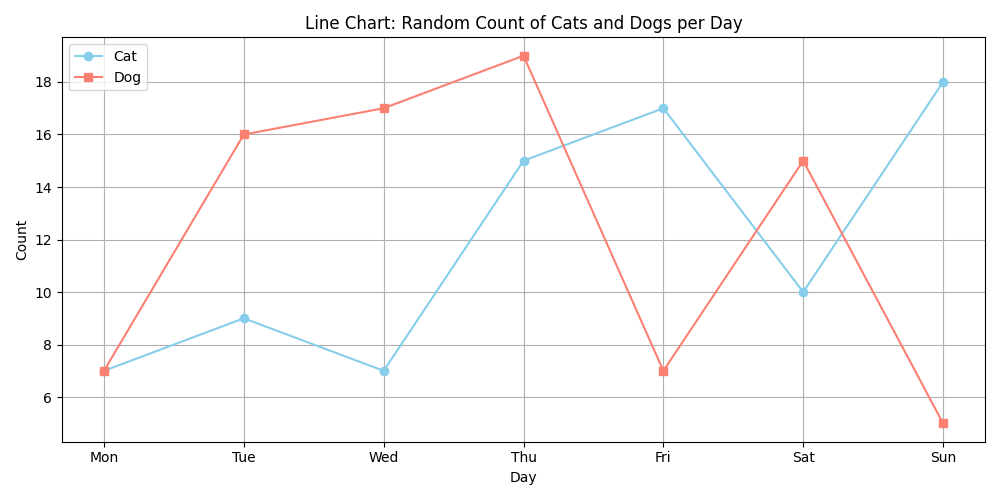 Line Chart: Random Count of Cats and Dogs per Day
Cat
Dog
18
16
14
12
10
8
6
Count
Mon Tue Wed Thu Fri Sat Sun
Day